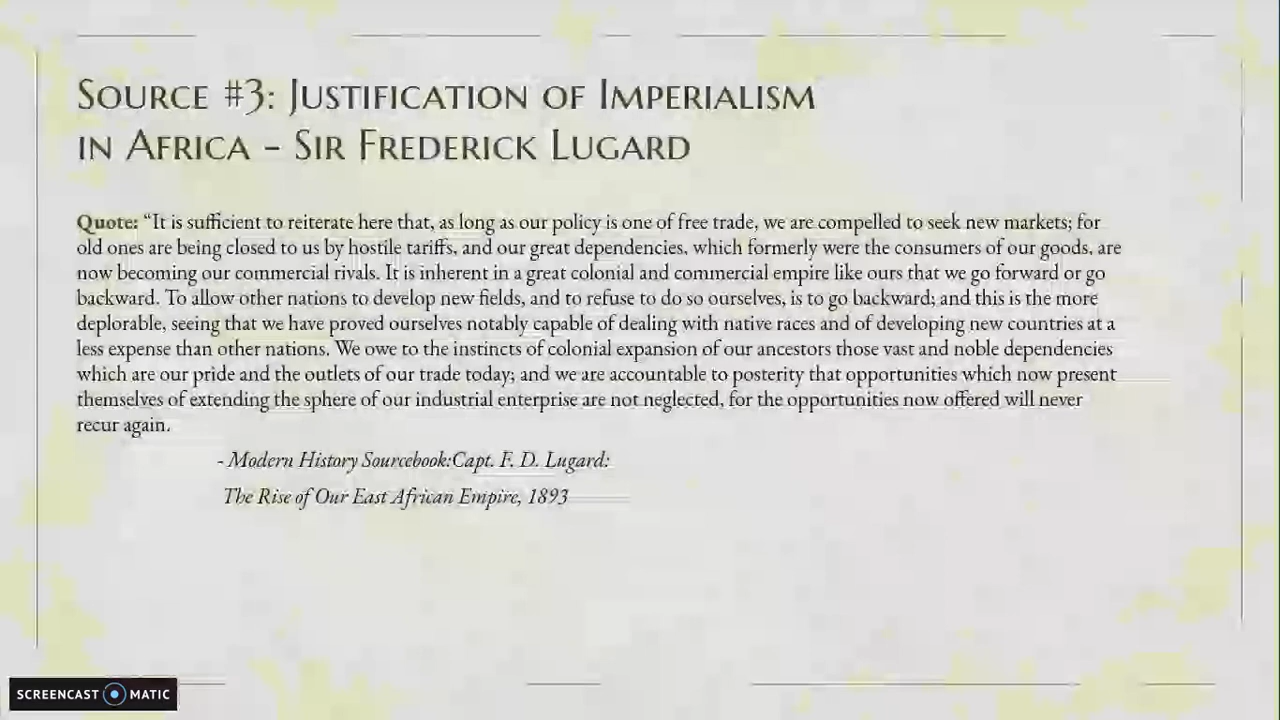 Source #3: Justification of Imperialism
in Africa – Sir Frederick Lugard
Quote: “It is sufficient to reiterate here that, as long as our policy is one of free trade, we are compelled to seek new markets; for
old ones are being closed to us by hostile tariffs, and our great dependencies, which formerly were the consumers of our goods, are
now becoming our commercial rivals. It is inherent in a great colonial and commercial empire like ours that we go forward or go
backward. To allow other nations to develop new fields, and to refuse to do so ourselves, is to go backward; and this is the more
deplorable, seeing that we have proved ourselves notably capable of dealing with native races and of developing new countries at a
less expense than other nations. We owe to the instincts of colonial expansion of our ancestors those vast and noble dependencies
which are our pride and the outlets of our trade today; and we are accountable to posterity that opportunities which now present
themselves of extending the sphere of our industrial enterprise are not neglected, for the opportunities now offered will never
recur again.
- Modern History Sourcebook:Capt. F. D. Lugard:
The Rise of Our East African Empire, 1893
SCREENCAST MATIC